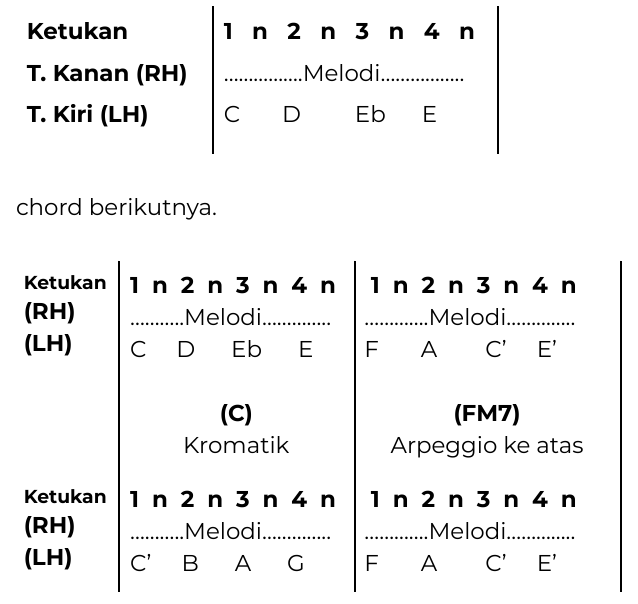 Ketukan 1 n 2 n 3 n 4 n
T. Kanan (RH) ................Melodi.................
T. Kiri (LH) C D Eb E
chord berikutnya.
Ketukan 1 n 2 n 3 n 4 n 1 n 2 n 3 n 4 n
(RH) ...........Melodi.............. .............Melodi..............
(LH) C D Eb E F A C’ E’
(C) (FM7)
Kromatik Arpeggio ke atas
Ketukan 1 n 2 n 3 n 4 n 1 n 2 n 3 n 4 n
(RH) ...........Melodi.............. .............Melodi..............
(LH) C’ B A G F A C’ E’